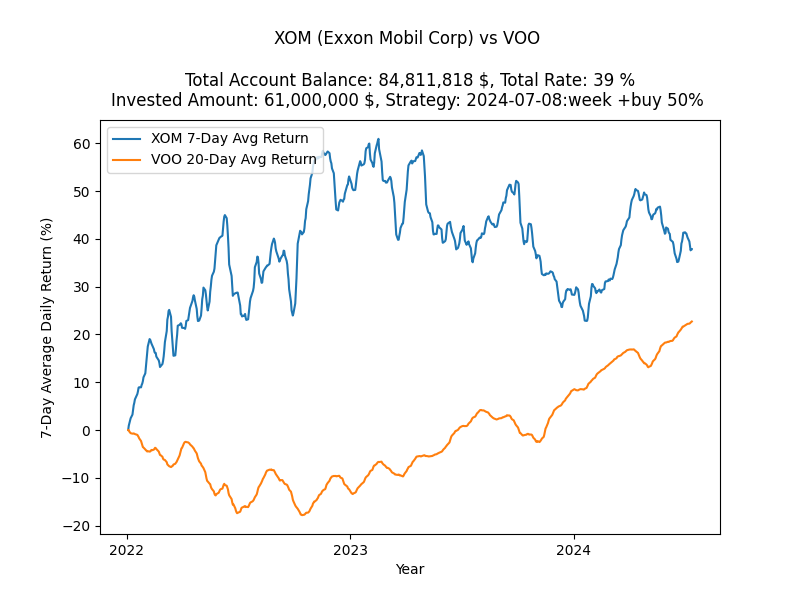 XOM (Exxon Mobil Corp) vs VOO
Total Account Balance: 84,811,818 $, Total Rate: 39 %
Invested Amount: 61,000,000 $, Strategy: 2024-07-08:week +buy 50%
XOM 7-Day Avg Return
VOO 20-Day Avg Return
7-Day Average Daily Return (%)
60
50
40
30
20
10
0
−10
−20
2022
2023
2024
Year